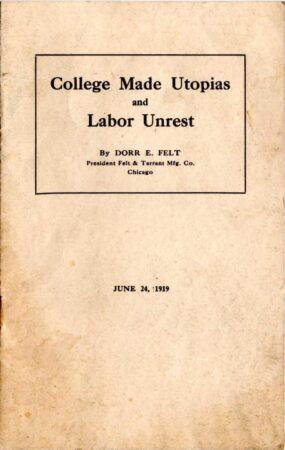 College Made Utopias
and
Labor Unrest
By DORR E. FELT
President Felt & Tarrant Mfg. Co.
Chicago
JUNE 24, 1919